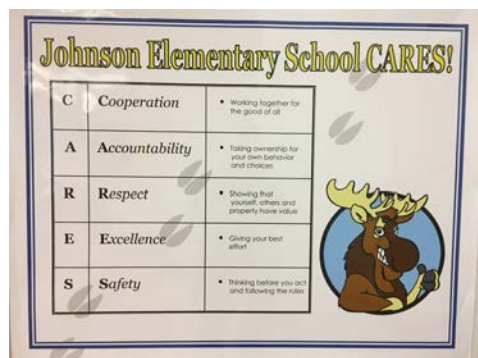 Johnson Elementary School CARES!
C Cooperation • Working together for
the good of all
A Accountability • Taking ownership for
your own behavior
and choices
R Respect • Showing that
yourself, others and
property have value
E Excellence • Giving your best
effort
S Safety • Thinking before you act
and following the rules